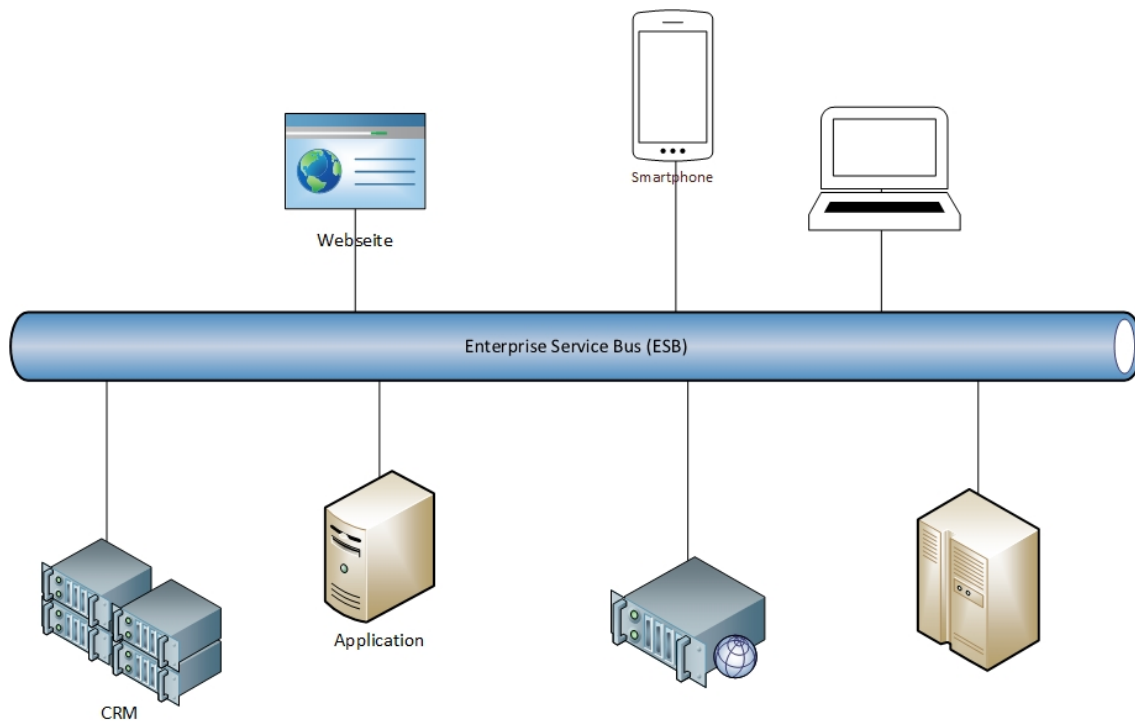 Smartphone
Webseite
Enterprise Service Bus (ESB)
Application
CRM